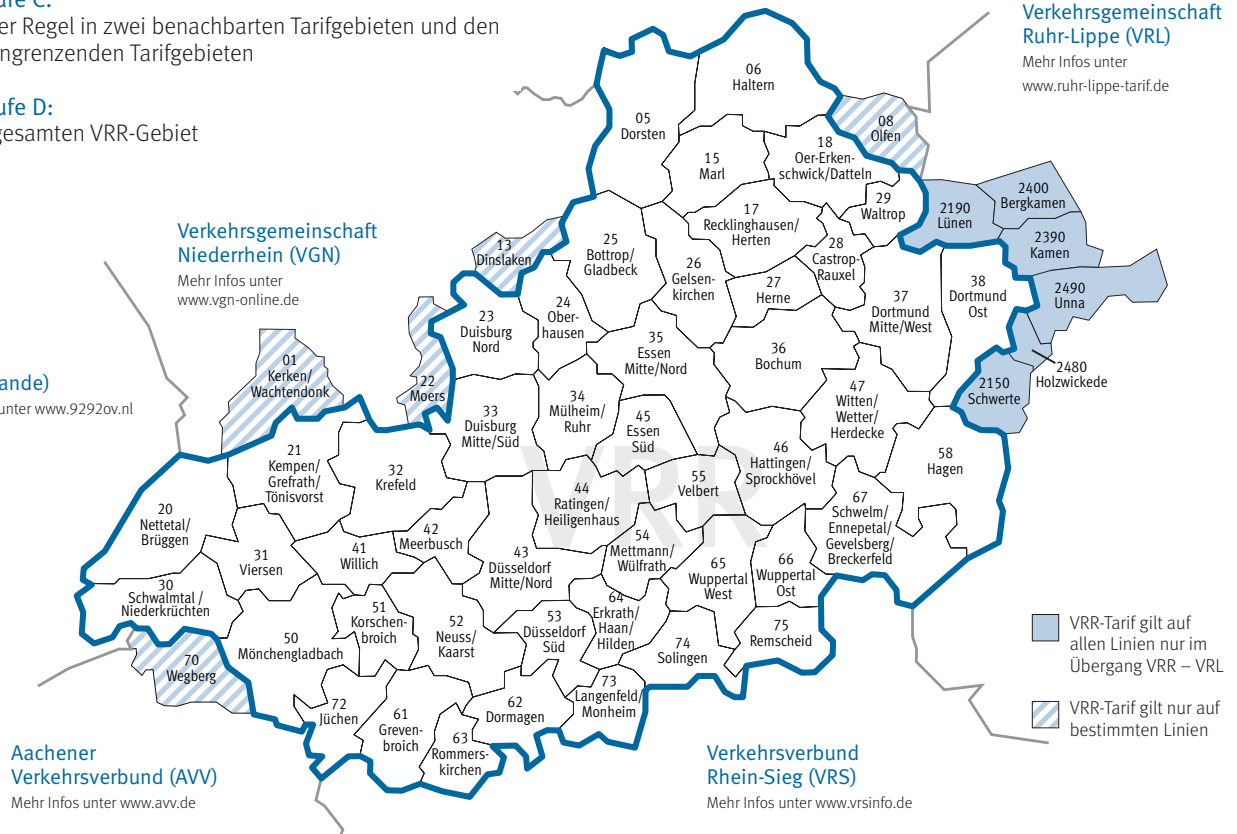 ufe C:
er Regel in zwei benachbarten Tarifgebieten und den
ngrenzenden Tarifgebieten
ufe D:
gesamten VRR-Gebiet
Verkehrsgemeinschaft
Ruhr-Lippe (VRL)
Mehr Infos unter
www.ruhr-lippe-tarif.de
Verkehrsgemeinschaft
Niederrhein (VGN)
Mehr Infos unter
www.vgn-online.de
ande)
unter www.9292ov.nl
06
Haltern
05
Dorsten
08
Olfen
18
Oer-Erken-
schwick/Datteln
15
Marl
29
Waltrop
2190
Lünen
2400
Bergkamen
2390
Kamen
2490
Unna
2480
Holzwickede
2150
Schwerte
17
Recklinghausen/
Herten
28
Castrop-
Rauxel
13
Dinslaken
25
Bottrop/
Gladbeck
26
Gelsen-
kirchen
27
Herne
37
Dortmund
Mitte/West
38
Dortmund
Ost
23
Duisburg
Nord
24
Ober-
hausen
35
Essen
Mitte/Nord
36
Bochum
01
Kerken/
Wachtendonk
22
Moers
33
Duisburg
Mitte/Süd
34
Mülheim/
Ruhr
45
Essen
Süd
47
Witten/
Wetter/
Herdecke
46
Hattingen/
Sprockhövel
58
Hagen
21
Kempen/
Grefrath/
Tönisvorst
32
Krefeld
VRR
44
Ratingen/
Heiligenhaus
55
Velbert
67
Schwelm/
Ennepetal/
Gevelsberg/
Breckerfeld
20
Nettetal/
Brüggen
31
Viersen
41
Willich
42
Meerbusch
43
Düsseldorf
Mitte/Nord
54
Mettmann/
Wülfrath
65
Wuppertal
West
66
Wuppertal
Ost
30
Schwalmtal /
Niederkrüchten
51
Korschen-
broich
52
Neuss/
Kaarst
53
Düsseldorf
Süd
64
Erkrath/
Haan/
Hilden
74
Solingen
75
Remscheid
50
Mönchengladbach
70
Wegberg
72
Jüchen
61
Greven-
broich
62
Dormagen
63
Rommers-
kirchen
73
Langenfeld/
Monheim
VRR-Tarif gilt auf
allen Linien nur im
Übergang VRR – VRL
VRR-Tarif gilt nur auf
bestimmten Linien
Aachener
Verkehrsverbund (AVV)
Mehr Infos unter www.avv.de
Verkehrsverbund
Rhein-Sieg (VRS)
Mehr Infos unter www.vrsinfo.de